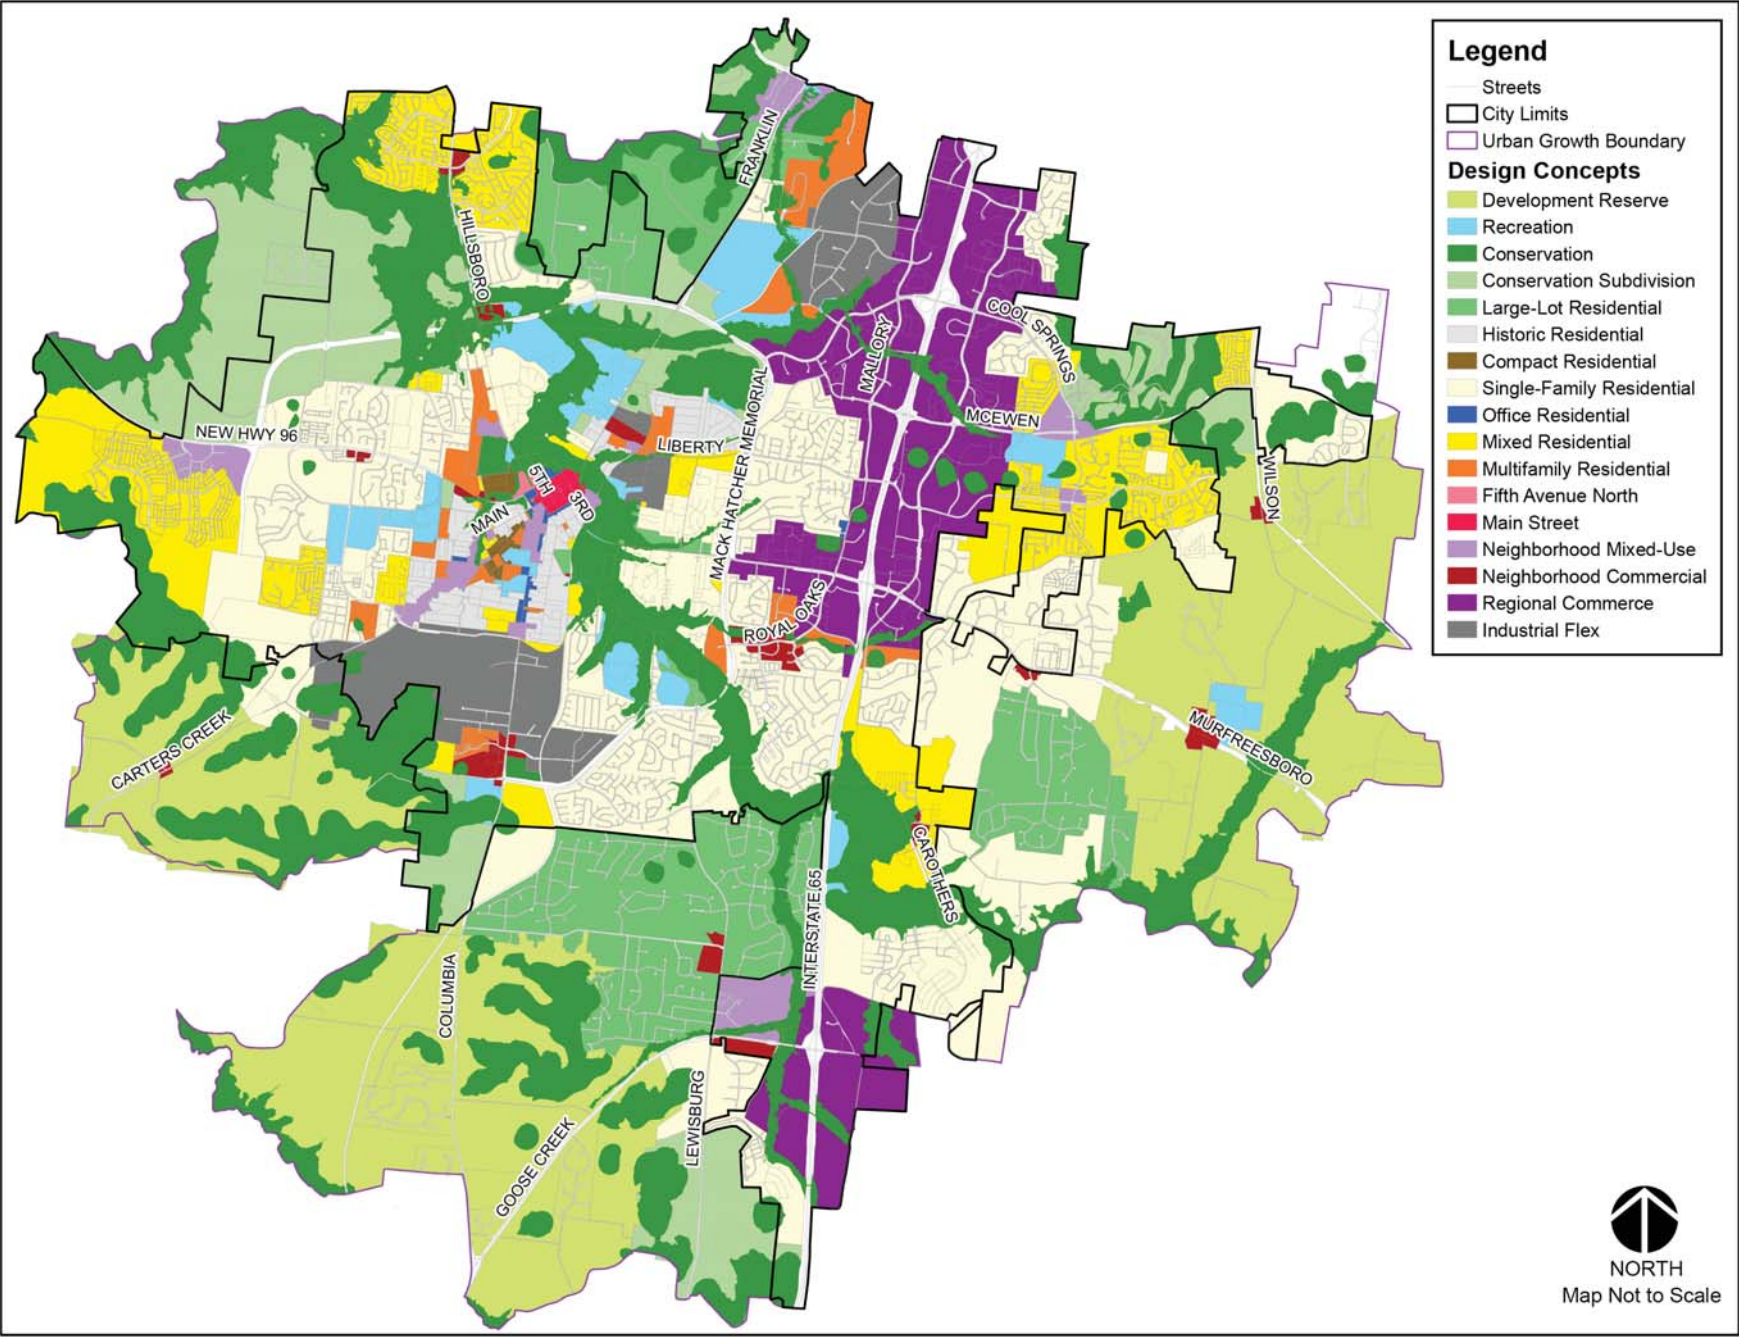 Legend
Streets
City Limits
Urban Growth Boundary
Design Concepts
Development Reserve
Recreation
Conservation
Conservation Subdivision
Large-Lot Residential
Historic Residential
Compact Residential
Single-Family Residential
Office Residential
Mixed Residential
Multifamily Residential
Fifth Avenue North
Main Street
Neighborhood Mixed-Use
Neighborhood Commercial
Regional Commerce
Industrial Flex
FRANKLIN
HILLSBORO
COOL SPRINGS
MALLORY
MACK HATCHER MEMORIAL
MCEWEN
NEW HWY 96
LIBERTY
WILSON
5TH
3RD
MAIN
ROYAL OAKS
CARTERS CREEK
MURFREESBORO
CAROTHERS
INTERSTATE 65
COLUMBIA
LEWISBURG
GOOSE CREEK
NORTH
Map Not to Scale